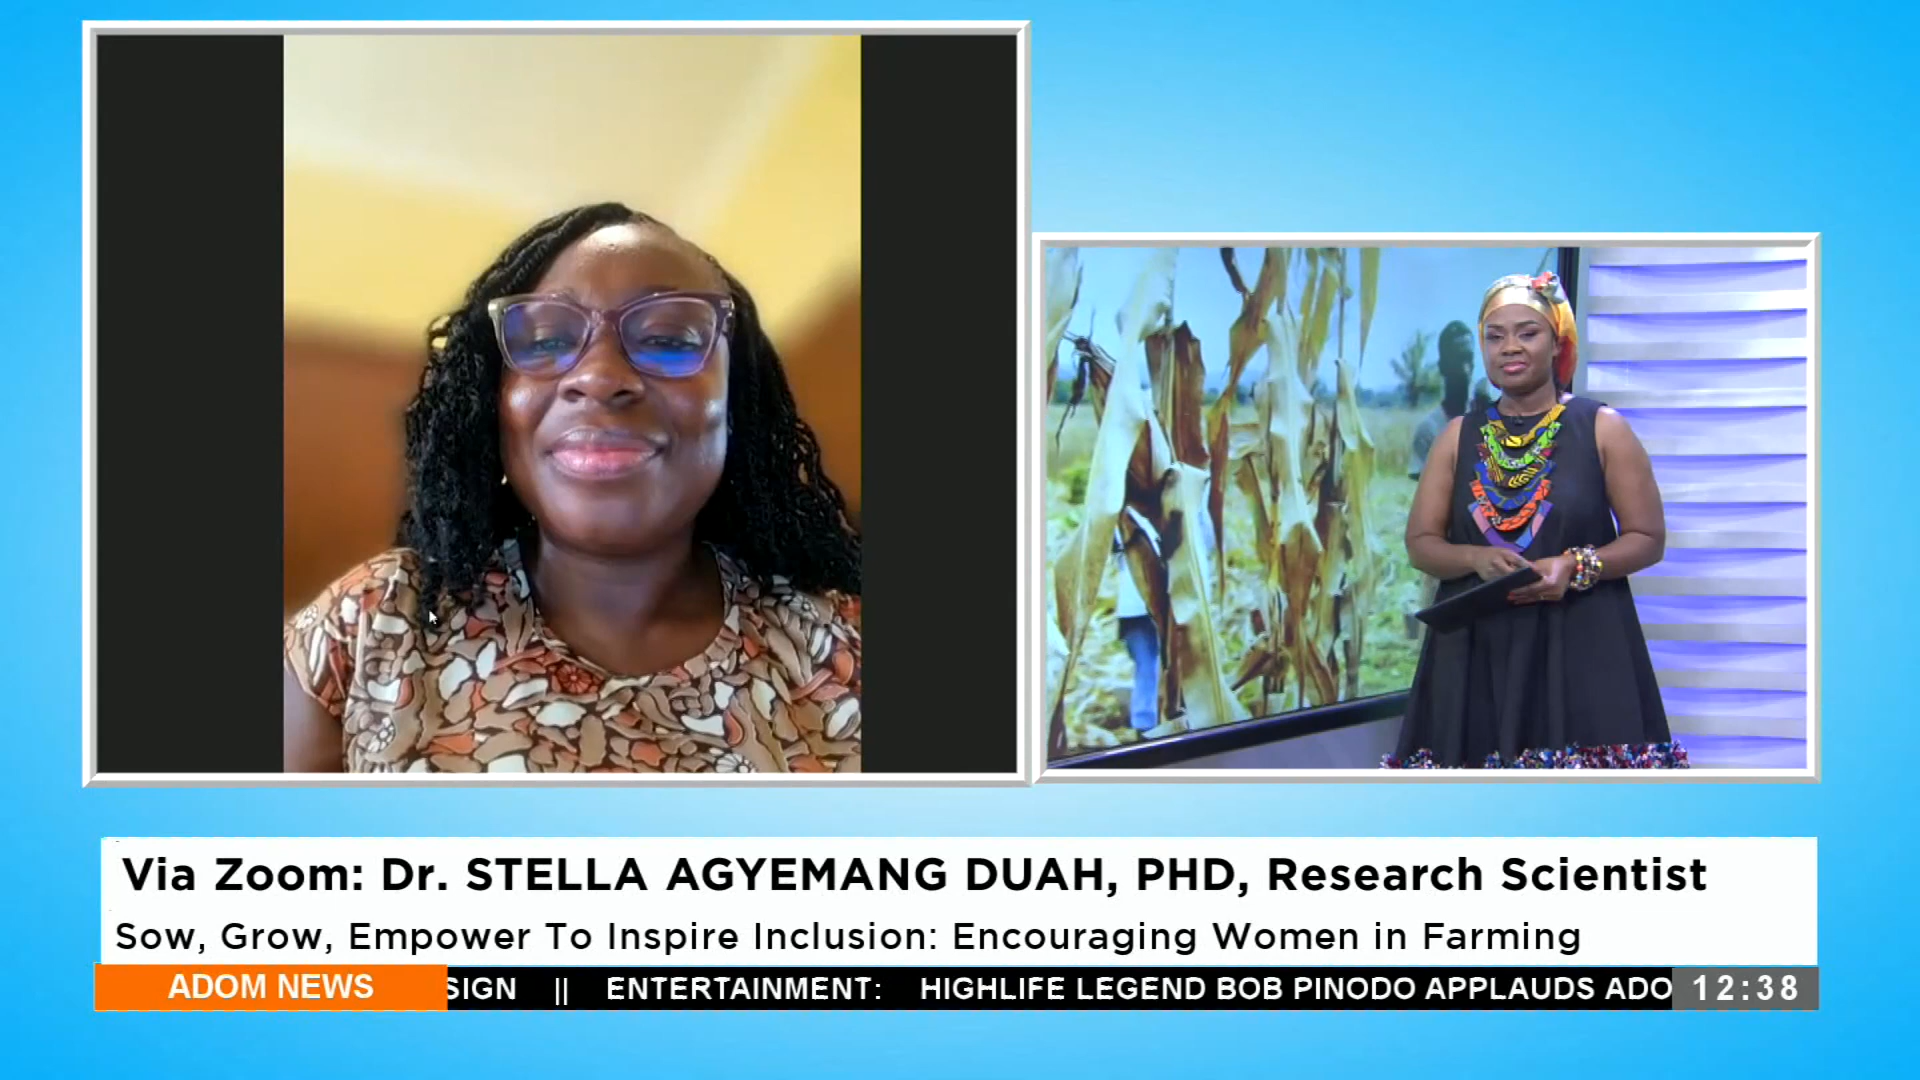 Via Zoom: Dr. STELLA AGYEMANG DUAH, PHD, Research Scientist
Sow, Grow, Empower To Inspire Inclusion: Encouraging Women in Farming
ADOM NEWS SIGN || ENTERTAINMENT: HIGHLIFE LEGEND BOB PINODO APPLAUDS ADO 12:38